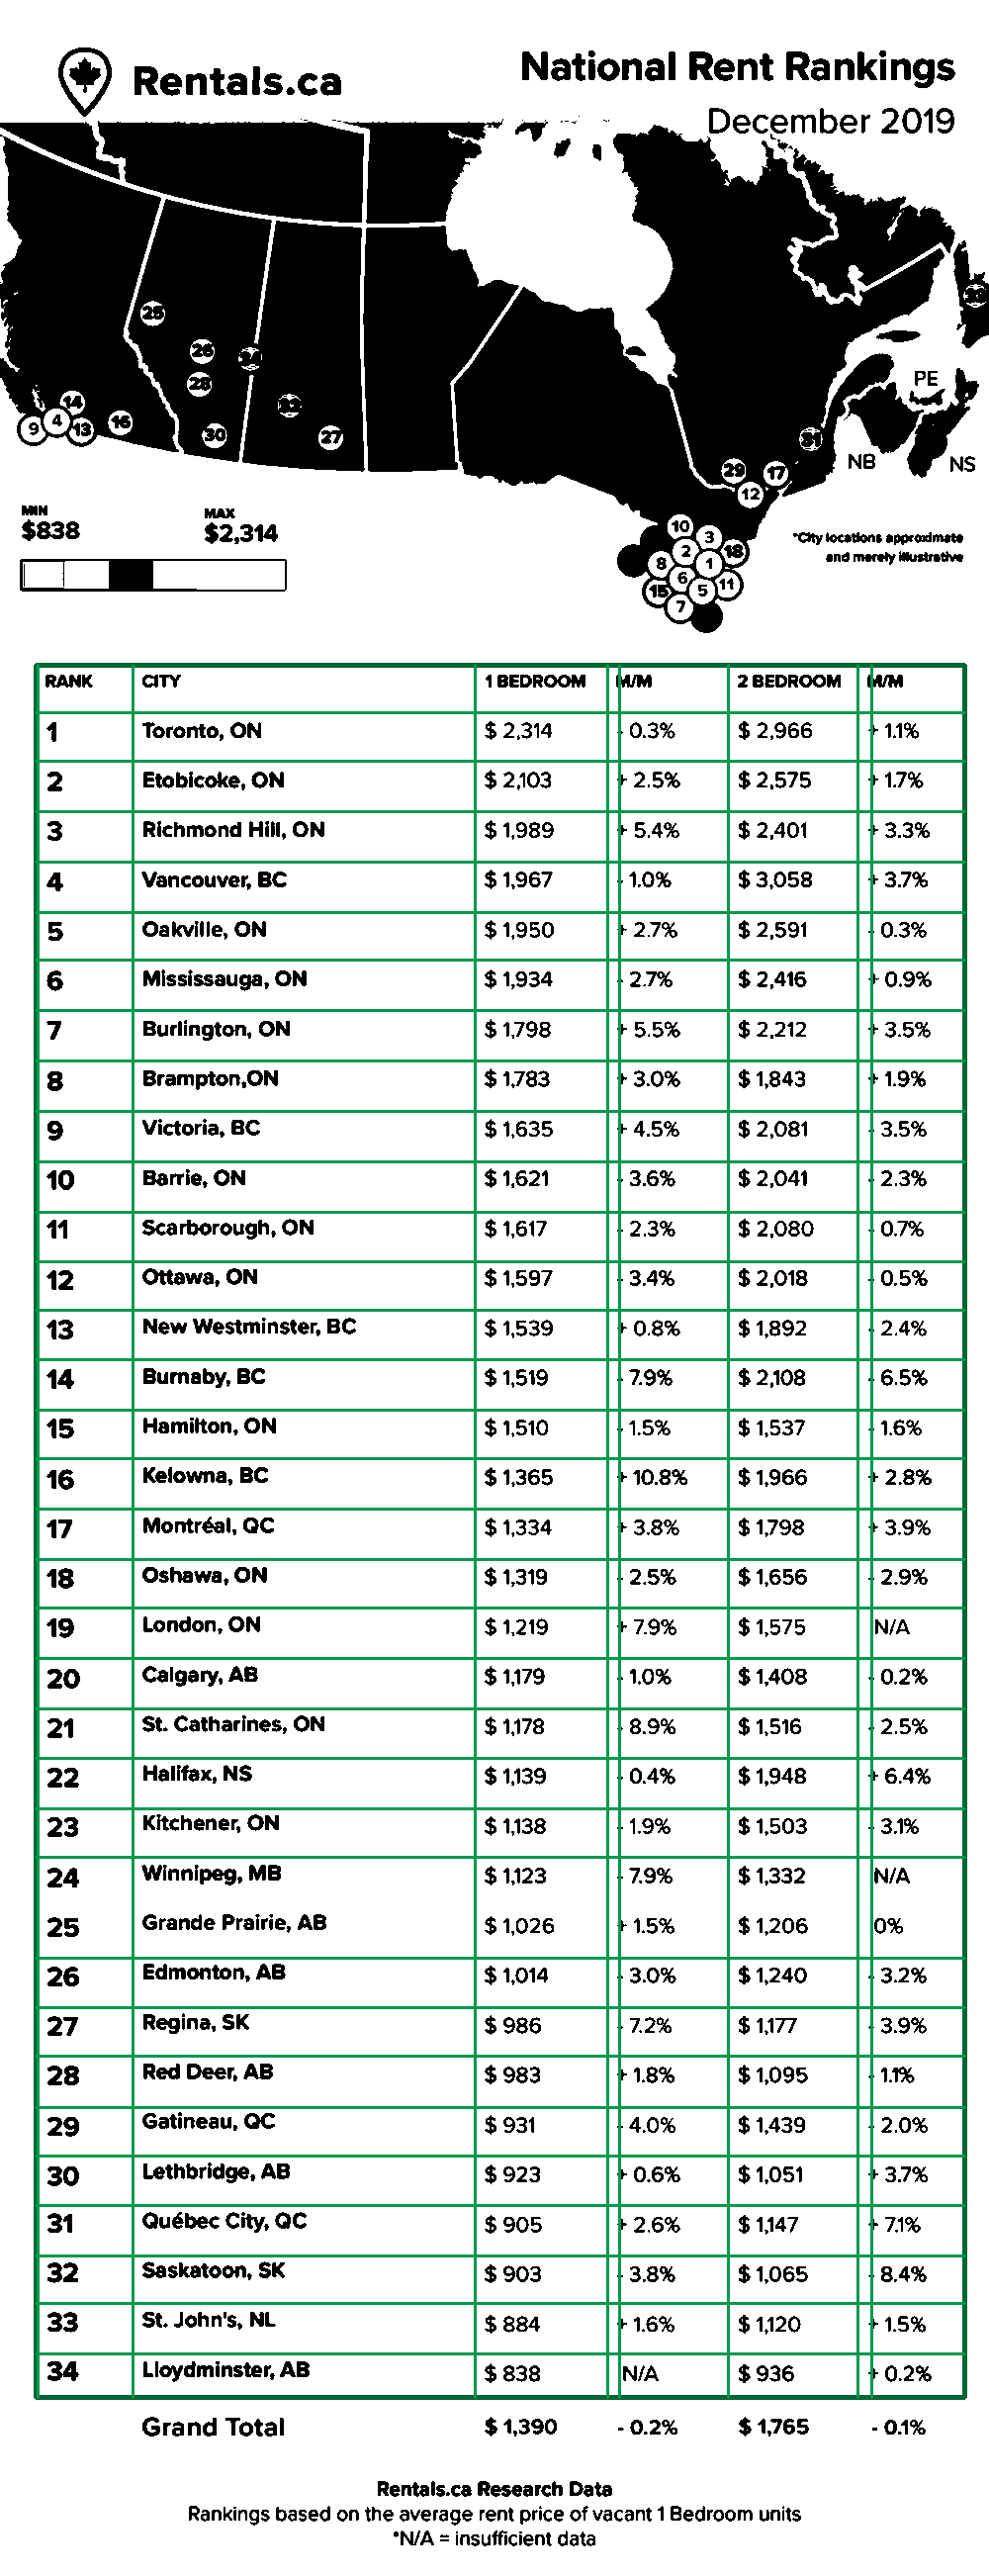 Rentals.ca
National Rent Rankings
December 2019
25
26
28
14
9 4 13 16
30
27
PE
NB
NS
29 17
12
10
3
2 18
8 1
6
15 5 11
7
MIN
$838
MAX
$2,314
*City locations approximate
and merely illustrative
RANK CITY 1 BEDROOM M/M 2 BEDROOM M/M
1 Toronto, ON $ 2,314 - 0.3% $ 2,966 + 1.1%
2 Etobicoke, ON $ 2,103 + 2.5% $ 2,575 + 1.7%
3 Richmond Hill, ON $ 1,989 + 5.4% $ 2,401 + 3.3%
4 Vancouver, BC $ 1,967 - 1.0% $ 3,058 + 3.7%
5 Oakville, ON $ 1,950 + 2.7% $ 2,591 - 0.3%
6 Mississauga, ON $ 1,934 - 2.7% $ 2,416 + 0.9%
7 Burlington, ON $ 1,798 + 5.5% $ 2,212 + 3.5%
8 Brampton,ON $ 1,783 + 3.0% $ 1,843 + 1.9%
9 Victoria, BC $ 1,635 + 4.5% $ 2,081 - 3.5%
10 Barrie, ON $ 1,621 - 3.6% $ 2,041 - 2.3%
11 Scarborough, ON $ 1,617 - 2.3% $ 2,080 - 0.7%
12 Ottawa, ON $ 1,597 - 3.4% $ 2,018 - 0.5%
13 New Westminster, BC $ 1,539 + 0.8% $ 1,892 - 2.4%
14 Burnaby, BC $ 1,519 - 7.9% $ 2,108 - 6.5%
15 Hamilton, ON $ 1,510 - 1.5% $ 1,537 - 1.6%
16 Kelowna, BC $ 1,365 + 10.8% $ 1,966 + 2.8%
17 Montréal, QC $ 1,334 + 3.8% $ 1,798 + 3.9%
18 Oshawa, ON $ 1,319 - 2.5% $ 1,656 - 2.9%
19 London, ON $ 1,219 + 7.9% $ 1,575 N/A
20 Calgary, AB $ 1,179 - 1.0% $ 1,408 - 0.2%
21 St. Catharines, ON $ 1,178 - 8.9% $ 1,516 - 2.5%
22 Halifax, NS $ 1,139 - 0.4% $ 1,948 + 6.4%
23 Kitchener, ON $ 1,138 - 1.9% $ 1,503 - 3.1%
24 Winnipeg, MB $ 1,123 - 7.9% $ 1,332 N/A
25 Grande Prairie, AB $ 1,026 + 1.5% $ 1,206 0%
26 Edmonton, AB $ 1,014 - 3.0% $ 1,240 - 3.2%
27 Regina, SK $ 986 - 7.2% $ 1,177 - 3.9%
28 Red Deer, AB $ 983 + 1.8% $ 1,095 - 1.1%
29 Gatineau, QC $ 931 - 4.0% $ 1,439 - 2.0%
30 Lethbridge, AB $ 923 + 0.6% $ 1,051 + 3.7%
31 Québec City, QC $ 905 + 2.6% $ 1,147 + 7.1%
32 Saskatoon, SK $ 903 - 3.8% $ 1,065 - 8.4%
33 St. John's, NL $ 884 + 1.6% $ 1,120 + 1.5%
34 Lloydminster, AB $ 838 N/A $ 936 + 0.2%
Grand Total $ 1,390 - 0.2% $ 1,765 - 0.1%
Rentals.ca Research Data
Rankings based on the average rent price of vacant 1 Bedroom units
*N/A = insufficient data